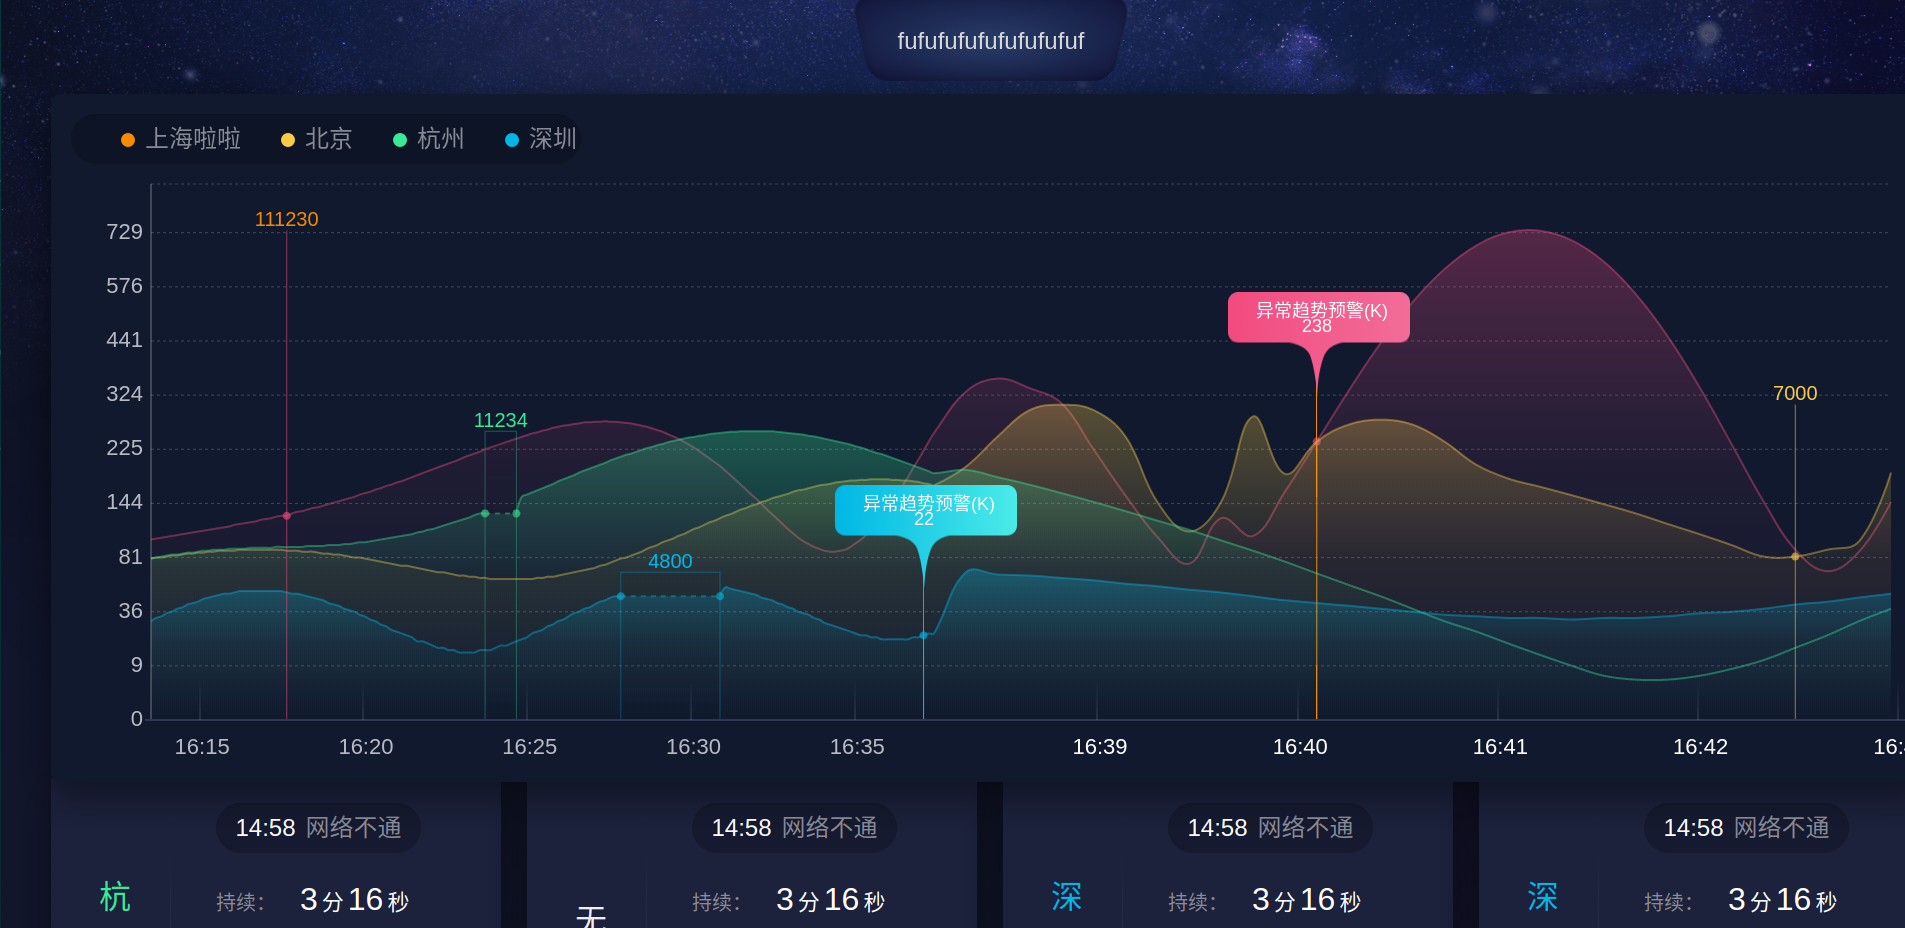 fufufufufufufufufuf
上海啦啦 北京 杭州 深圳
111230
729
576
异常趋势预警(K)
238
441
324
7000
11234
225
144
异常趋势预警(K)
22
81
4800
36
9
0
16:15 16:20 16:25 16:30 16:35 16:39 16:40 16:41 16:42 16:
14:58 网络不通 14:58 网络不通 14:58 网络不通 14:58 网络不通
杭 持续: 3分16秒
无 持续: 3分16秒
深 持续: 3分16秒
深 持续: 3分16秒